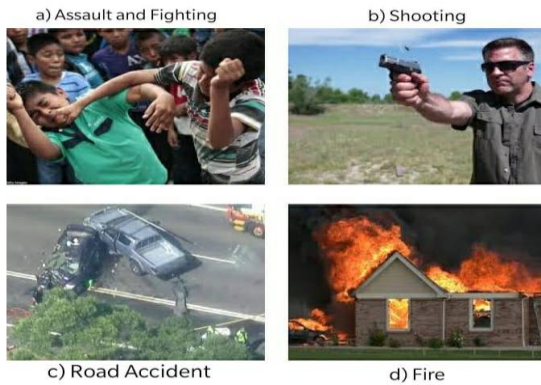 a) Assault and Fighting
b) Shooting
c) Road Accident
d) Fire